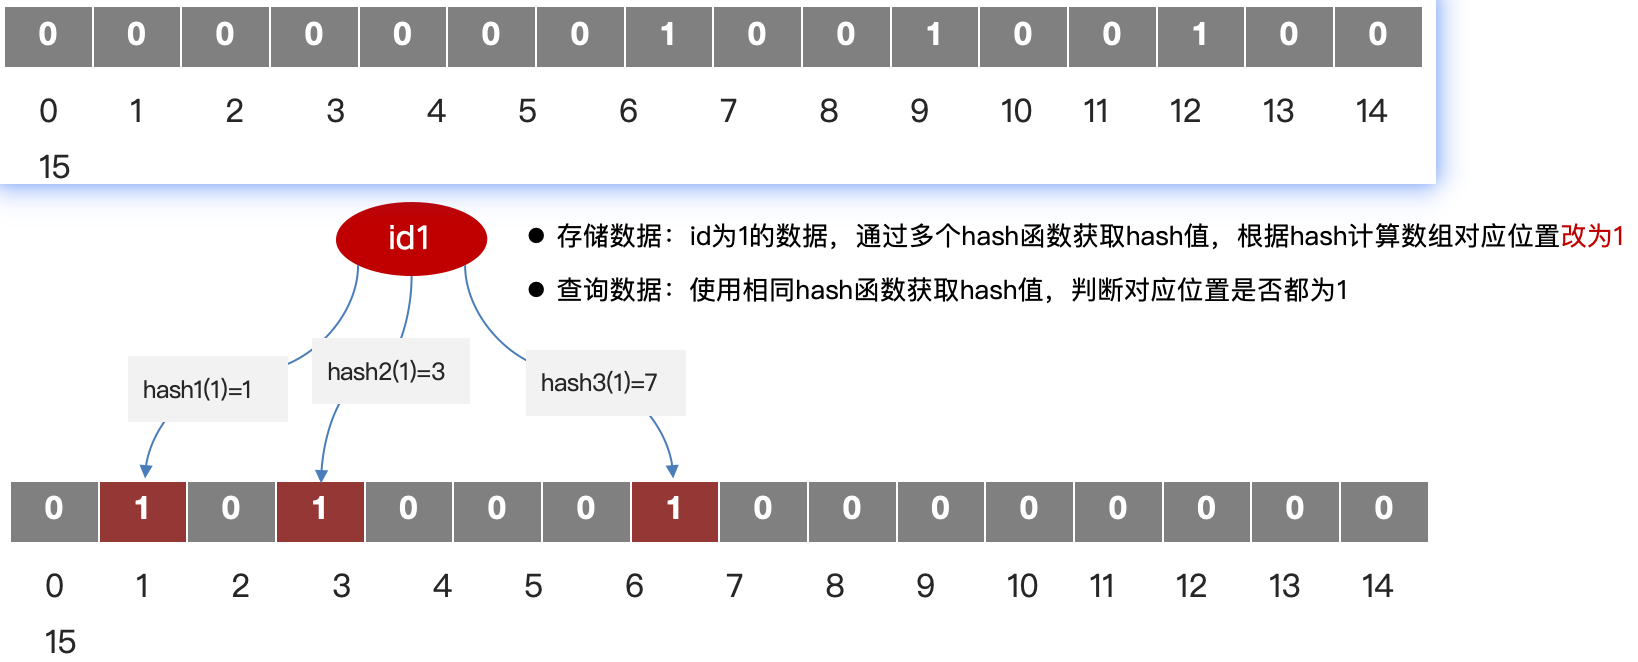 0 0 0 0 0 0 0 1 0 0 1 0 0 1 0 0
0 1 2 3 4 5 6 7 8 9 10 11 12 13 14
15
id1
● 存储数据：id为1的数据，通过多个hash函数获取hash值，根据hash计算数组对应位置改为1
● 查询数据：使用相同hash函数获取hash值，判断对应位置是否都为1
hash1(1)=1
hash2(1)=3
hash3(1)=7
0 1 0 1 0 0 0 1 0 0 0 0 0 0 0 0
0 1 2 3 4 5 6 7 8 9 10 11 12 13 14
15